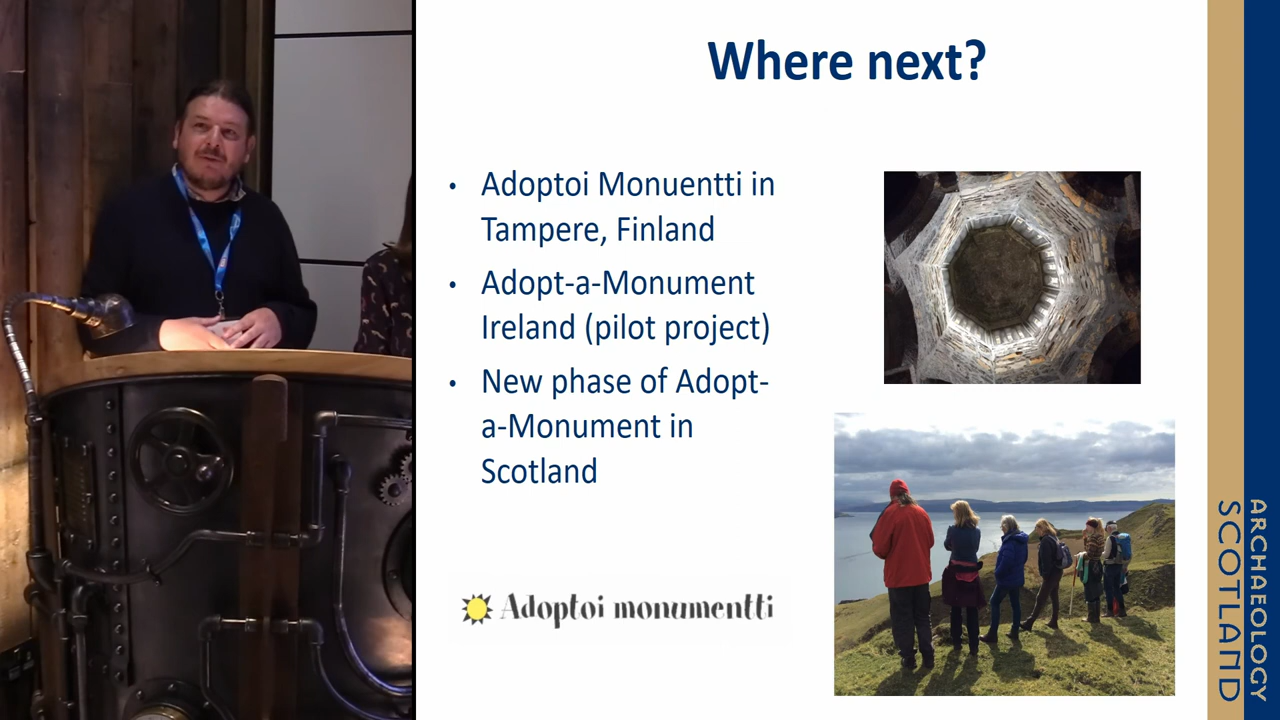 Where next?
• Adoptoi Monuentti in
Tampere, Finland
• Adopt-a-Monument
Ireland (pilot project)
• New phase of Adopt-
a-Monument in
Scotland
Adoptoi monumentti
ARCHAEOLOGY
SCOTLAND